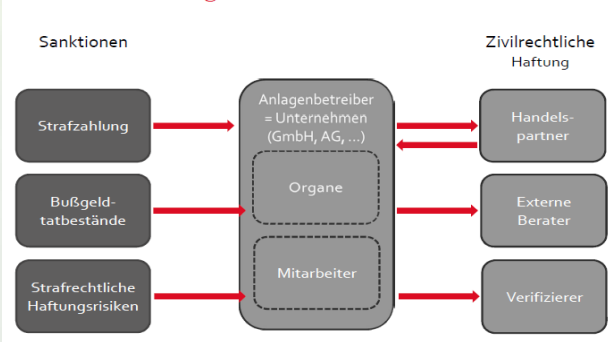 Sanktionen
Zivilrechtliche
Haftung
Strafzahlung
Bußgeld-
tatbestände
Strafrechtliche
Haftungsrisiken
Anlagenbetreiber
= Unternehmen
(GmbH, AG, ...)
Organe
Mitarbeiter
Handels-
partner
Externe
Berater
Verifizierer